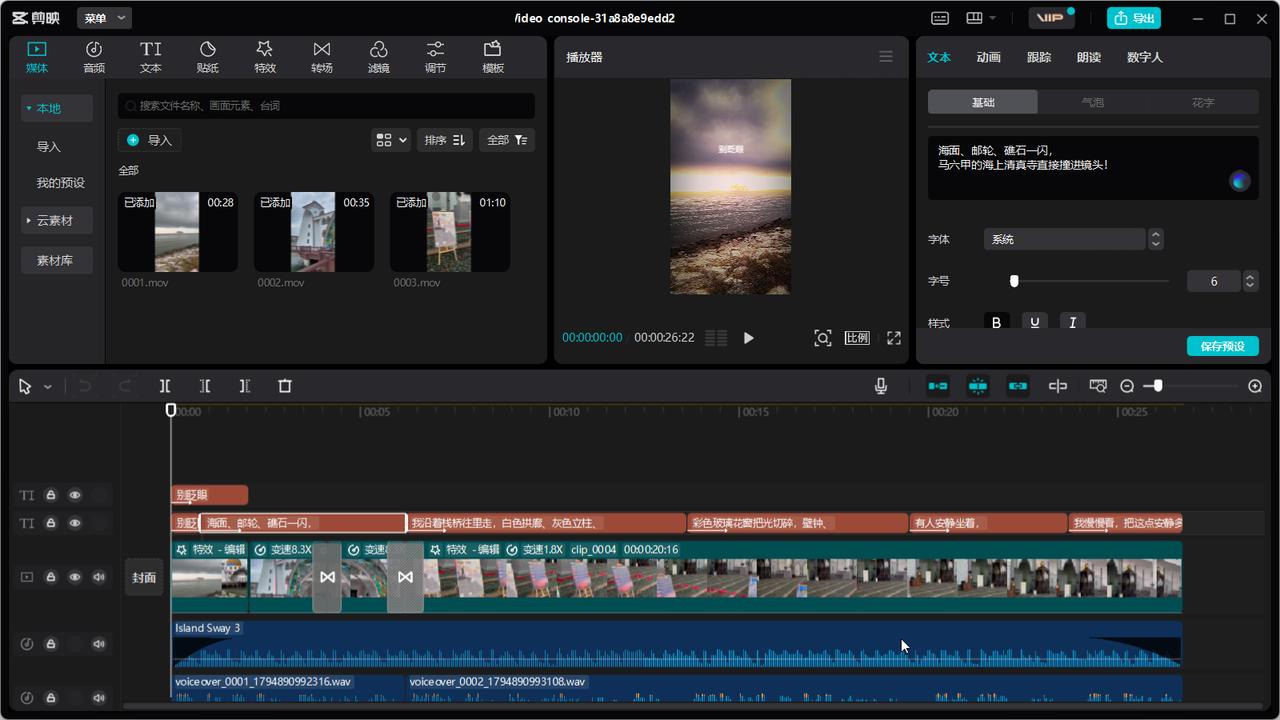 剪映
菜单
/ideo console-31a8a8e9edd2
VIP
导出
媒体
音频
文本
贴纸
特效
转场
滤镜
调节
模板
本地
导入
我的预设
云素材
素材库
搜索文件名称、画面元素、台词
导入
排序
全部
全部
已添加 00:28
已添加 00:35
已添加 01:10
0001.mov
0002.mov
0003.mov
播放器
别眨眼
00:00:00:00 / 00:00:26:22
比例
文本
动画
跟踪
朗读
数字人
基础
气泡
花字
海面、邮轮、礁石一闪，
马六甲的海上清真寺直接撞进镜头！
字体
系统
字号
6
样式
B U I
保存预设
00:00
00:05
00:10
00:15
00:20
00:25
TI
别眨眼
TI
别眨
海面、邮轮、礁石一闪，
我沿着栈桥往里走，白色拱廊、灰色立柱、
彩色玻璃花窗把光切碎，壁钟、
有人安静坐着，
我慢慢看，把这点安静多
封面
特效 - 编辑
变速8.3X
变速8
特效 - 编辑
变速1.8X clip_0004 00:00:20:16
Island Sway 3
voiceover_0001_1794890992316.wav
voiceover_0002_1794890993108.wav